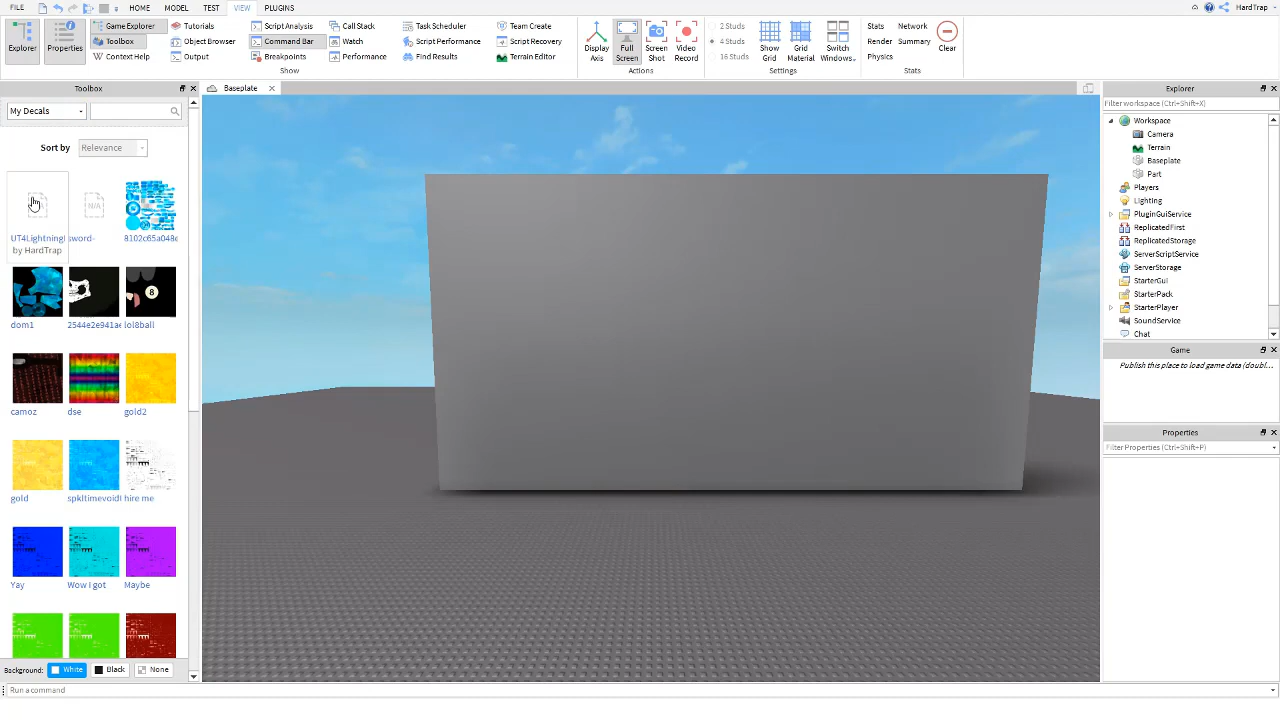 FILE HOME MODEL TEST VIEW PLUGINS HardTrap
Explorer Properties Game Explorer Tutorials Script Analysis Call Stack Task Scheduler Team Create Display Axis Full Screen Screen Shot Video Record 2 Studs Show Grid Grid Material Switch Windows Stats Network Clear
Toolbox Object Browser Command Bar Watch Script Performance Script Recovery 4 Studs Render Summary
Context Help Output Breakpoints Performance Find Results Terrain Editor 16 Studs Physics
Show Actions Settings Stats
Toolbox
My Decals
Sort by Relevance
N/A
UT4Lightning sword- 8102c65a048e
by HardTrap
dom1 2544e2e941ae lol8ball
8
camoz dse gold2
gold spkltimevoidl hire me
Yay Wow I got Maybe
Background: White Black None
Run a command
Baseplate
Explorer
Filter workspace (Ctrl+Shift+X)
Workspace
Camera
Terrain
Baseplate
Part
Players
Lighting
PluginGuiService
ReplicatedFirst
ReplicatedStorage
ServerScriptService
ServerStorage
StarterGui
StarterPack
StarterPlayer
SoundService
Chat
Game
Publish this place to load game data (doubl...
Properties
Filter Properties (Ctrl+Shift+P)